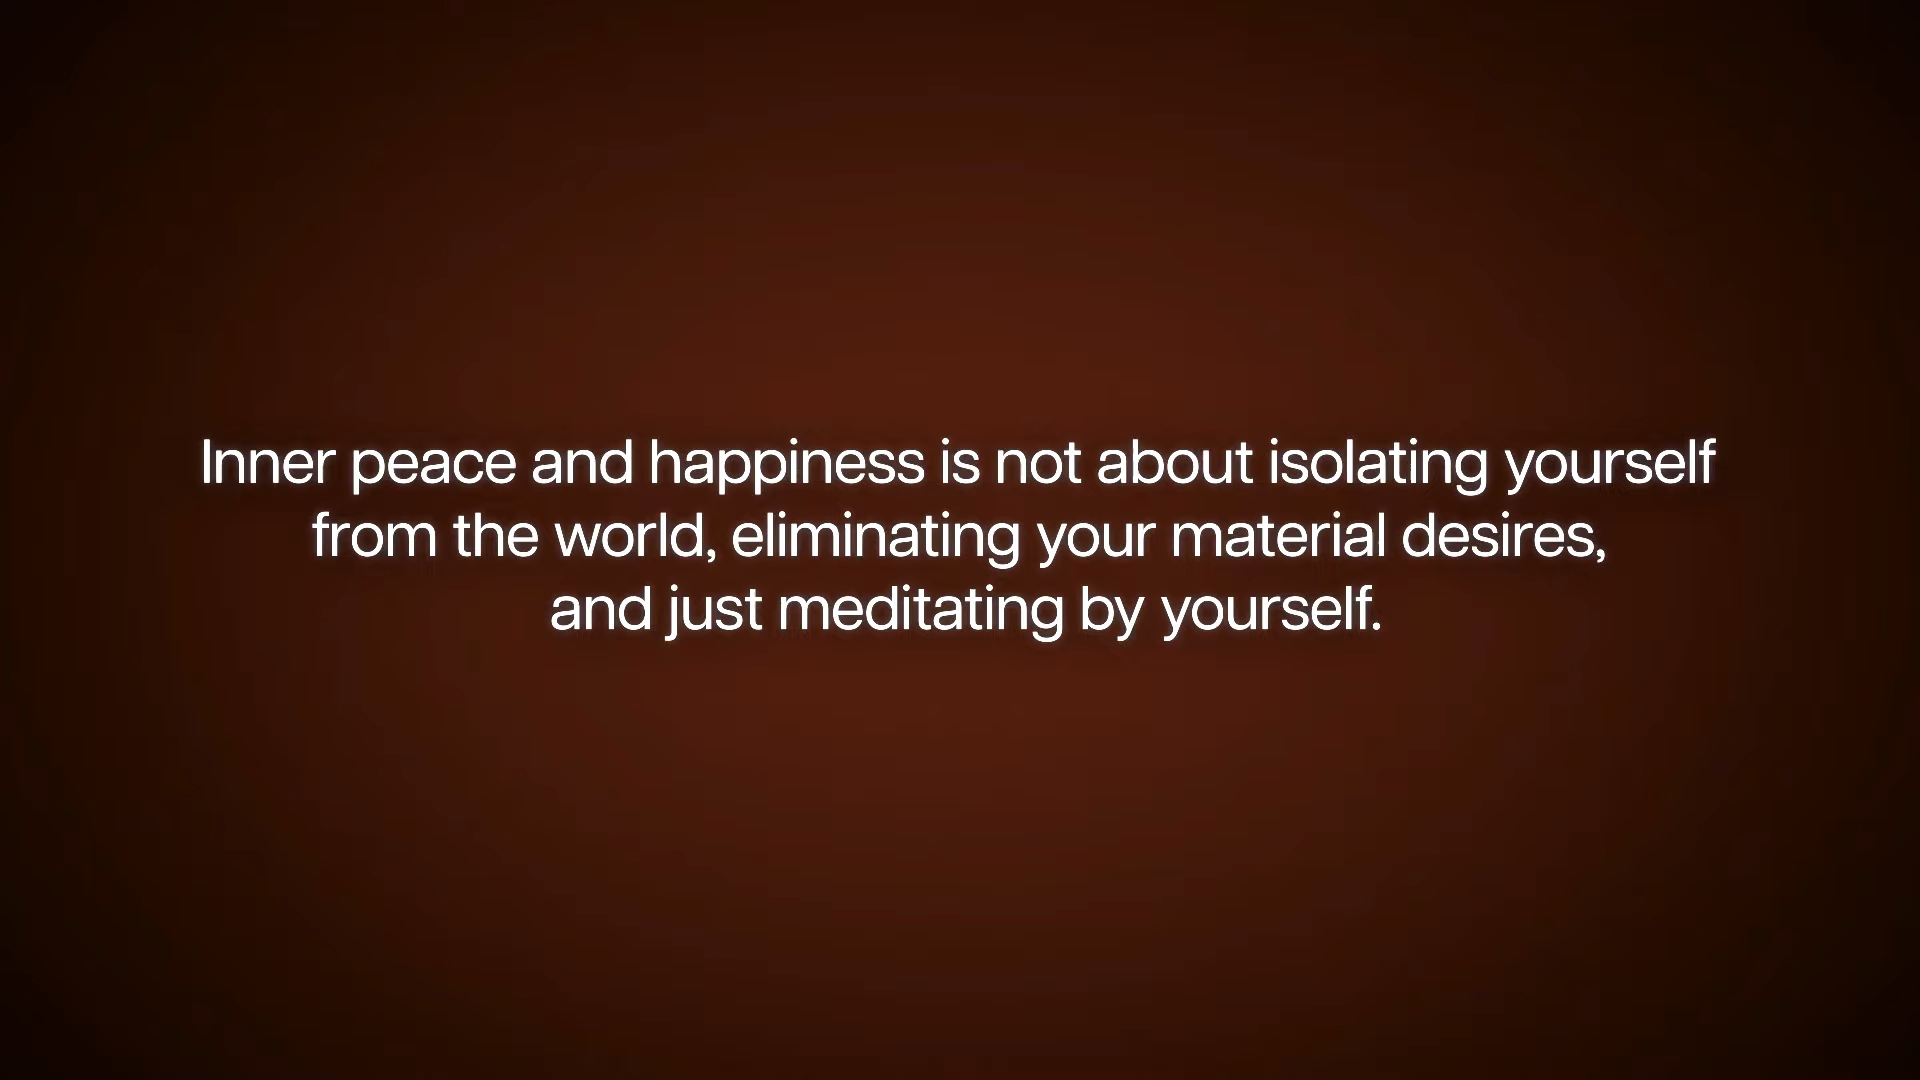 Inner peace and happiness is not about isolating yourself
from the world, eliminating your material desires,
and just meditating by yourself.